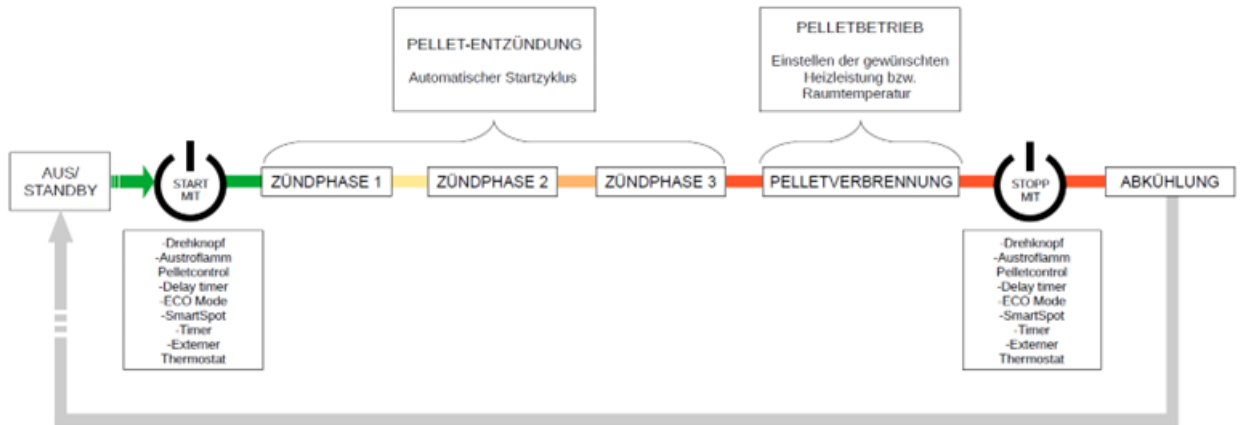 PELLET-ENTZÜNDUNG
Automatischer Startzyklus
PELLETBETRIEB
Einstellen der gewünschten
Heizleistung bzw.
Raumtemperatur
AUS/
STANDBY
START
MIT
ZÜNDPHASE 1
ZÜNDPHASE 2
ZÜNDPHASE 3
PELLETVERBRENNUNG
STOPP
MIT
ABKÜHLUNG
-Drehknopf
-Austroflamm
Pelletcontrol
-Delay timer
-ECO Mode
-SmartSpot
-Timer
-Externer
Thermostat
-Drehknopf
-Austroflamm
Pelletcontrol
-Delay timer
-ECO Mode
-SmartSpot
-Timer
-Externer
Thermostat